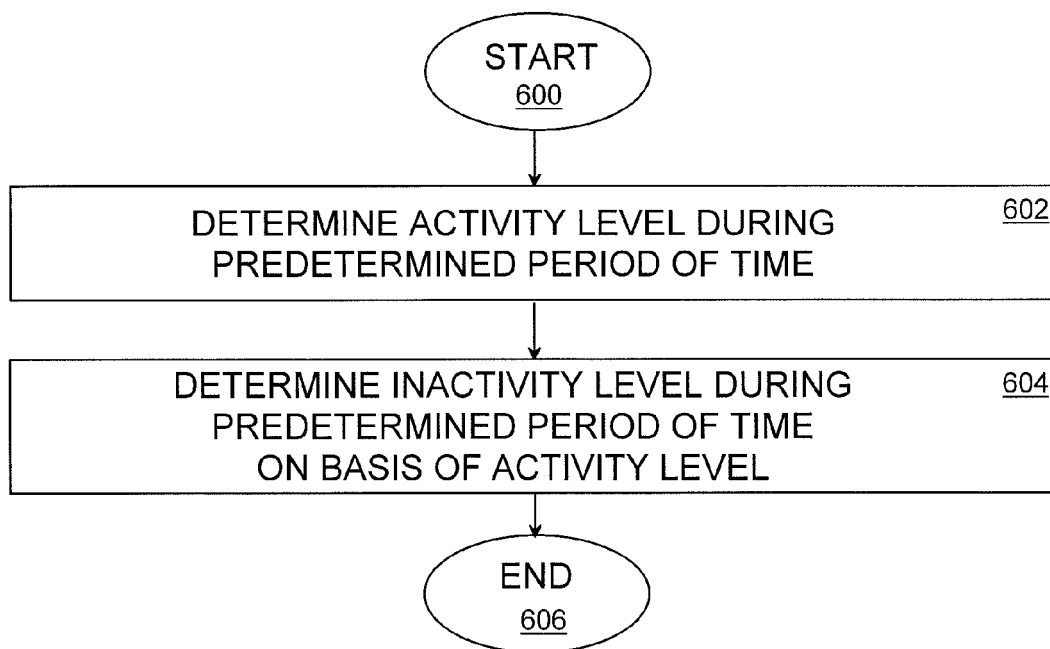 START
600
602
DETERMINE ACTIVITY LEVEL DURING
PREDETERMINED PERIOD OF TIME
604
DETERMINE INACTIVITY LEVEL DURING
PREDETERMINED PERIOD OF TIME
ON BASIS OF ACTIVITY LEVEL
END
606